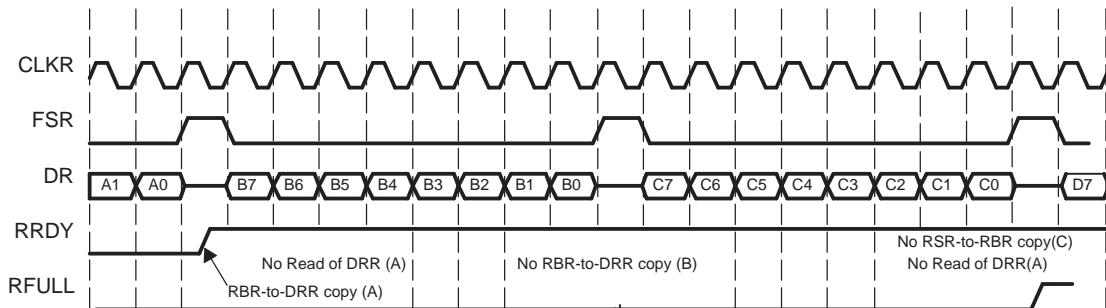 CLKR
FSR
DR
A1 A0 B7 B6 B5 B4 B3 B2 B1 B0 C7 C6 C5 C4 C3 C2 C1 C0 D7
RRDY
No RSR-to-RBR copy(C)
No Read of DRR (A)
No RBR-to-DRR copy (B)
No Read of DRR(A)
RFULL
RBR-to-DRR copy (A)